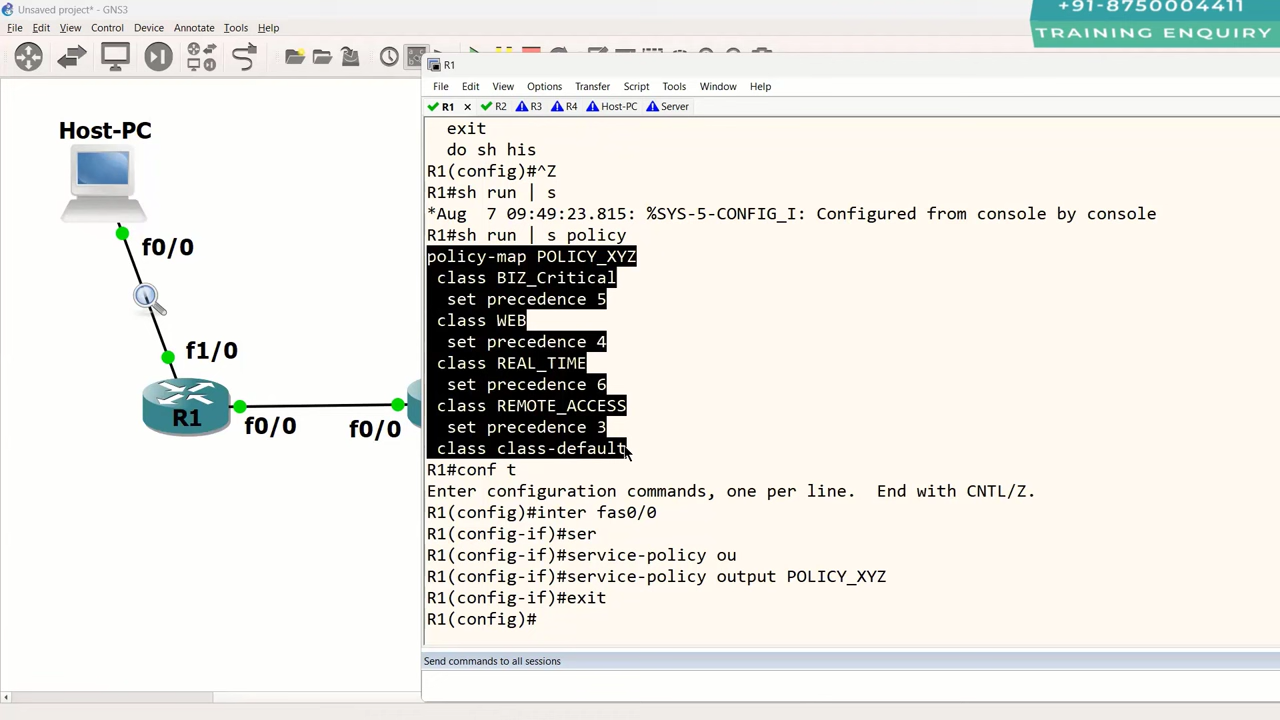 Unsaved project* - GNS3
+91-8750004411
TRAINING ENQUIRY
File Edit View Control Device Annotate Tools Help
R1
File Edit View Options Transfer Script Tools Window Help
R1 × R2 R3 R4 Host-PC Server
exit
do sh his
R1(config)#^Z
R1#sh run | s
*Aug  7 09:49:23.815: %SYS-5-CONFIG_I: Configured from console by console
R1#sh run | s policy
policy-map POLICY_XYZ
class BIZ_Critical
set precedence 5
class WEB
set precedence 4
class REAL_TIME
set precedence 6
class REMOTE_ACCESS
set precedence 3
class class-default
R1#conf t
Enter configuration commands, one per line.  End with CNTL/Z.
R1(config)#inter fas0/0
R1(config-if)#ser
R1(config-if)#service-policy ou
R1(config-if)#service-policy output POLICY_XYZ
R1(config-if)#exit
R1(config)#
Send commands to all sessions
Host-PC
f0/0
f1/0
R1
f0/0
f0/0